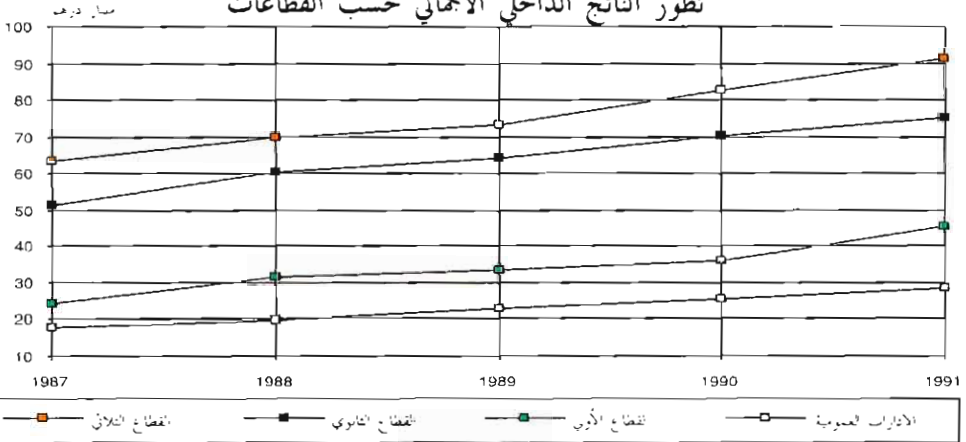 تطور الناتج الداخلي الاجمالي حسب القطاعات
مليار درهم
100
90
80
70
60
50
40
30
20
10
1987 1988 1989 1990 1991
القطاع الثلاثي القطاع الثانوي القطاع الأولي الادارات العمومية